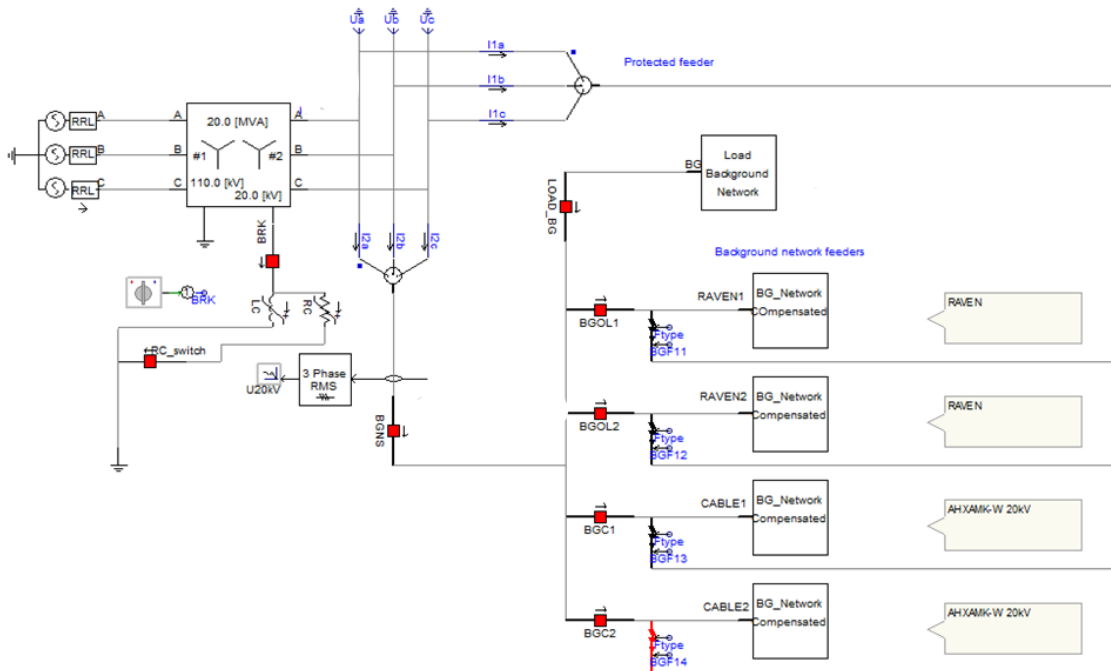 Ua Ub Uc
I1a
I1b
I1c
Protected feeder
RRL A A A
20.0 [MVA]
RRL B B B
#1 #2
RRL C C C
110.0 [kV]
20.0 [kV]
BRK
I2a I2b I2c
BG
Load
Background
Network
LOAD_BG
Background network feeders
BRK
LC RC
RC_switch
3 Phase
RMS
U20kV
BGNS
RAVEN1
BG_Network
COmpensated
RAVEN
BGOL1
Ftype
BGF11
RAVEN2
BG_Network
Compensated
RAVEN
BGOL2
Ftype
BGF12
CABLE1
BG_Network
Compensated
AHXAMK-W 20kV
BGC1
Ftype
BGF13
CABLE2
BG_Network
Compensated
AHXAMK-W 20kV
BGC2
Ftype
BGF14